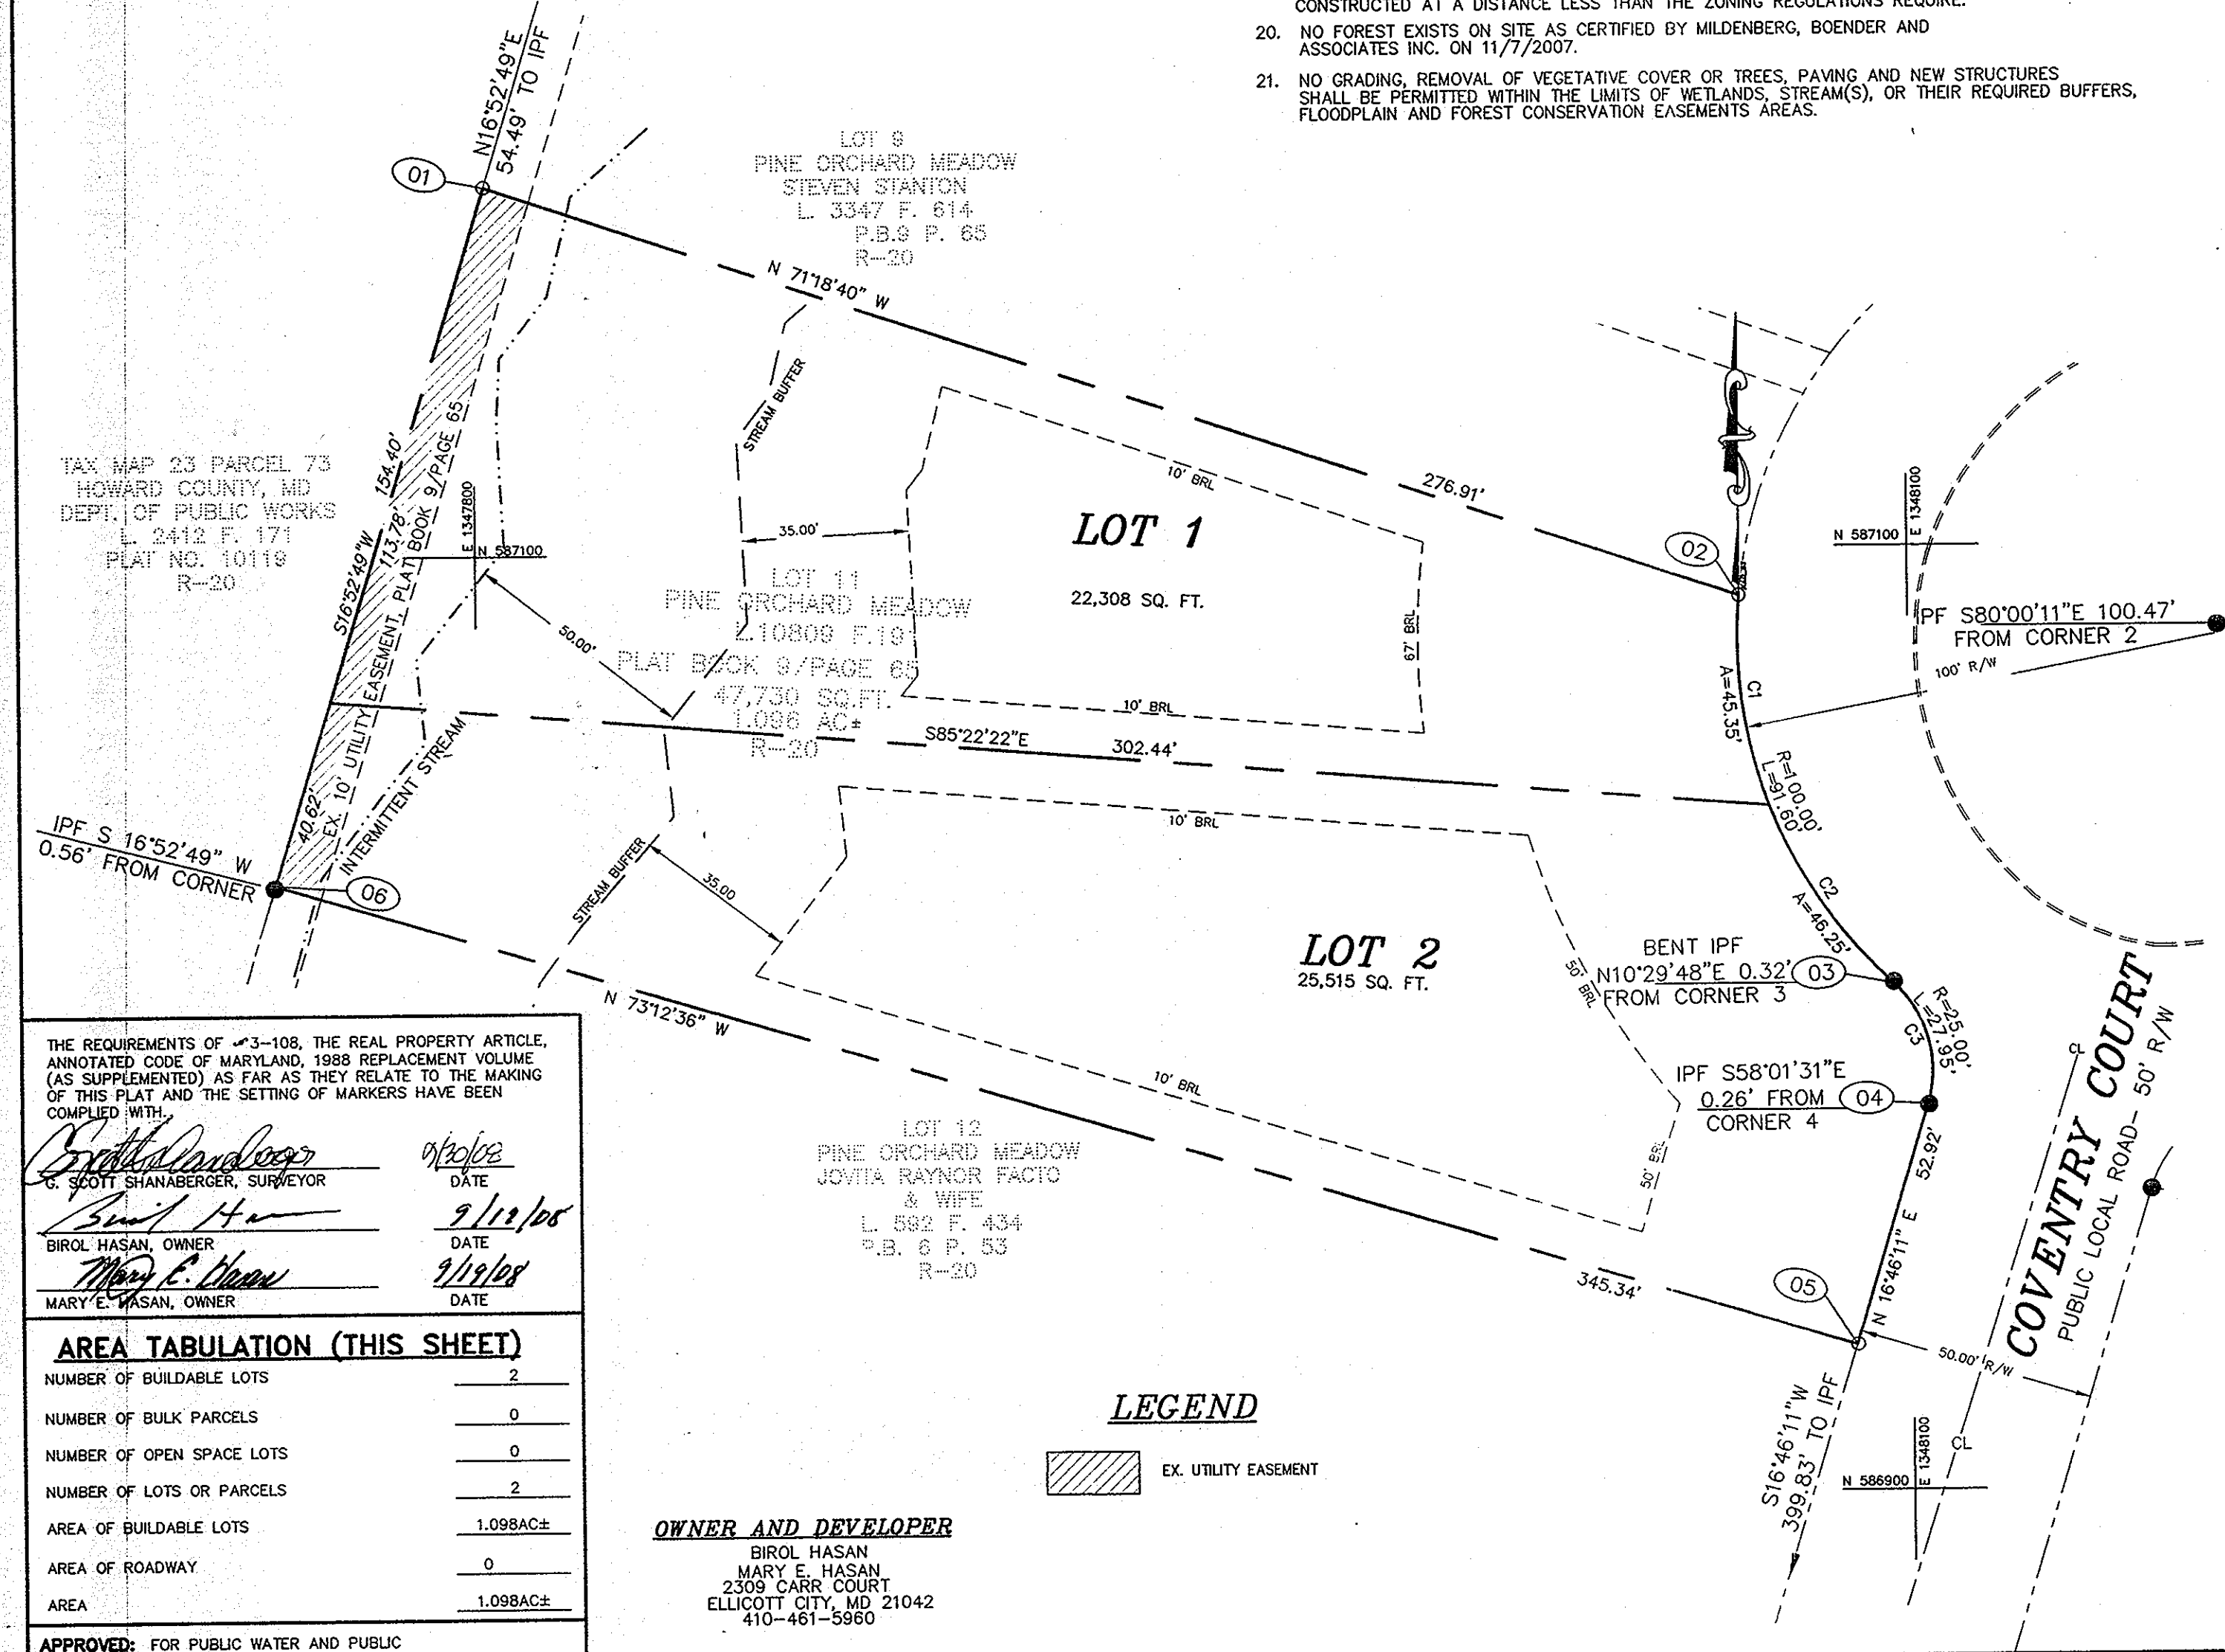 CONSTRUCTED AT A DISTANCE LESS THAN THE ZONING REGULATIONS REQUIRE.
20. NO FOREST EXISTS ON SITE AS CERTIFIED BY MILDENBERG, BOENDER AND
ASSOCIATES INC. ON 11/7/2007.
21. NO GRADING, REMOVAL OF VEGETATIVE COVER OR TREES, PAVING AND NEW STRUCTURES
SHALL BE PERMITTED WITHIN THE LIMITS OF WETLANDS, STREAM(S), OR THEIR REQUIRED BUFFERS,
FLOODPLAIN AND FOREST CONSERVATION EASEMENTS AREAS.
N16°52'49"E
54.49' TO IPF
01
LOT 9
PINE ORCHARD MEADOW
STEVEN STANTON
L. 3347 F. 614
P.B.9 P. 65
R-20
N 71°18'40" W
276.91'
STREAM BUFFER
TAX MAP 23 PARCEL 73
HOWARD COUNTY, MD
DEPT. OF PUBLIC WORKS
L. 2412 F. 171
PLAT NO. 10119
R-20
S16°52'49"W 154.40'
113.78'
EX. 10' UTILITY EASEMENT, PLAT BOOK 9/PAGE 65
E 1347800
N 587100
35.00'
50.00'
10' BRL
LOT 1
22,308 SQ. FT.
67' BRL
10' BRL
LOT 11
PINE ORCHARD MEADOW
L.10809 F.19
PLAT BOOK 9/PAGE 65
47,730 SQ.FT.
1.096 AC±
R-20
02
N 587100
E 1348100
IPF S80°00'11"E 100.47'
FROM CORNER 2
100' R/W
C1
A=45.35'
R=100.00'
L=91.60'
S85°22'22"E 302.44'
40.62'
INTERMITTENT STREAM
IPF S 16°52'49" W
0.56' FROM CORNER
06
STREAM BUFFER
35.00
10' BRL
LOT 2
25,515 SQ. FT.
50' BRL
C2
A=46.25'
BENT IPF
N10°29'48"E 0.32'
FROM CORNER 3
03
R=25.00'
L=27.95'
C3
IPF S58°01'31"E
0.26' FROM
CORNER 4
04
N 73°12'36" W
345.34'
10' BRL
50' BRL
52.92'
N 16°46'11" E
05
COVENTRY COURT
PUBLIC LOCAL ROAD- 50' R/W
CL
50.00' R/W
S16°46'11"W
399.83' TO IPF
CL
N 586900
E 1348100
LOT 12
PINE ORCHARD MEADOW
JOVITA RAYNOR FACTO
& WIFE
L. 592 F. 434
P.B. 6 P. 53
R-20
THE REQUIREMENTS OF 3-108, THE REAL PROPERTY ARTICLE,
ANNOTATED CODE OF MARYLAND, 1988 REPLACEMENT VOLUME
(AS SUPPLEMENTED) AS FAR AS THEY RELATE TO THE MAKING
OF THIS PLAT AND THE SETTING OF MARKERS HAVE BEEN
COMPLIED WITH.
G. SCOTT SHANABERGER, SURVEYOR
DATE
9/19/08
BIROL HASAN, OWNER
DATE
Mary E. Hasan 9/19/08
MARY E. HASAN, OWNER
DATE
AREA TABULATION (THIS SHEET)
NUMBER OF BUILDABLE LOTS 2
NUMBER OF BULK PARCELS 0
NUMBER OF OPEN SPACE LOTS 0
NUMBER OF LOTS OR PARCELS 2
AREA OF BUILDABLE LOTS 1.098AC±
AREA OF ROADWAY 0
AREA 1.098AC±
APPROVED: FOR PUBLIC WATER AND PUBLIC
LEGEND
EX. UTILITY EASEMENT
OWNER AND DEVELOPER
BIROL HASAN
MARY E. HASAN
2309 CARR COURT
ELLICOTT CITY, MD 21042
410-461-5960